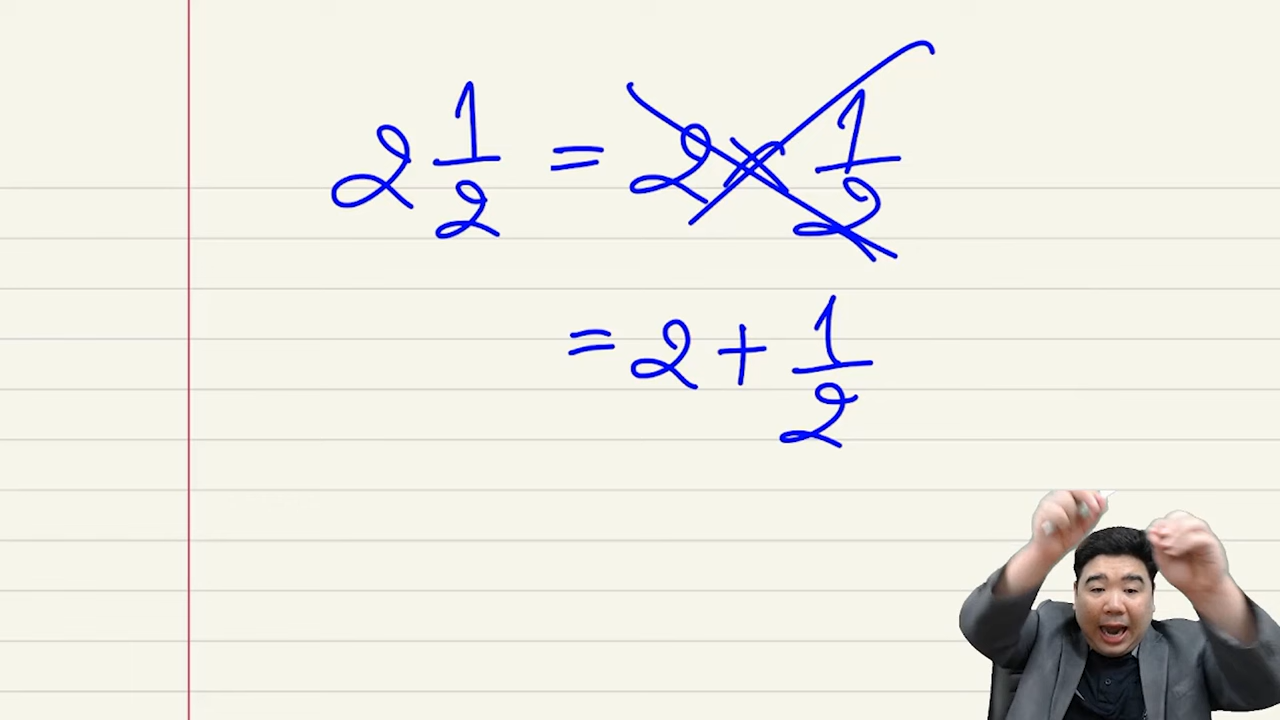 2 1/2 = 2 × 1/2
= 2 + 1/2